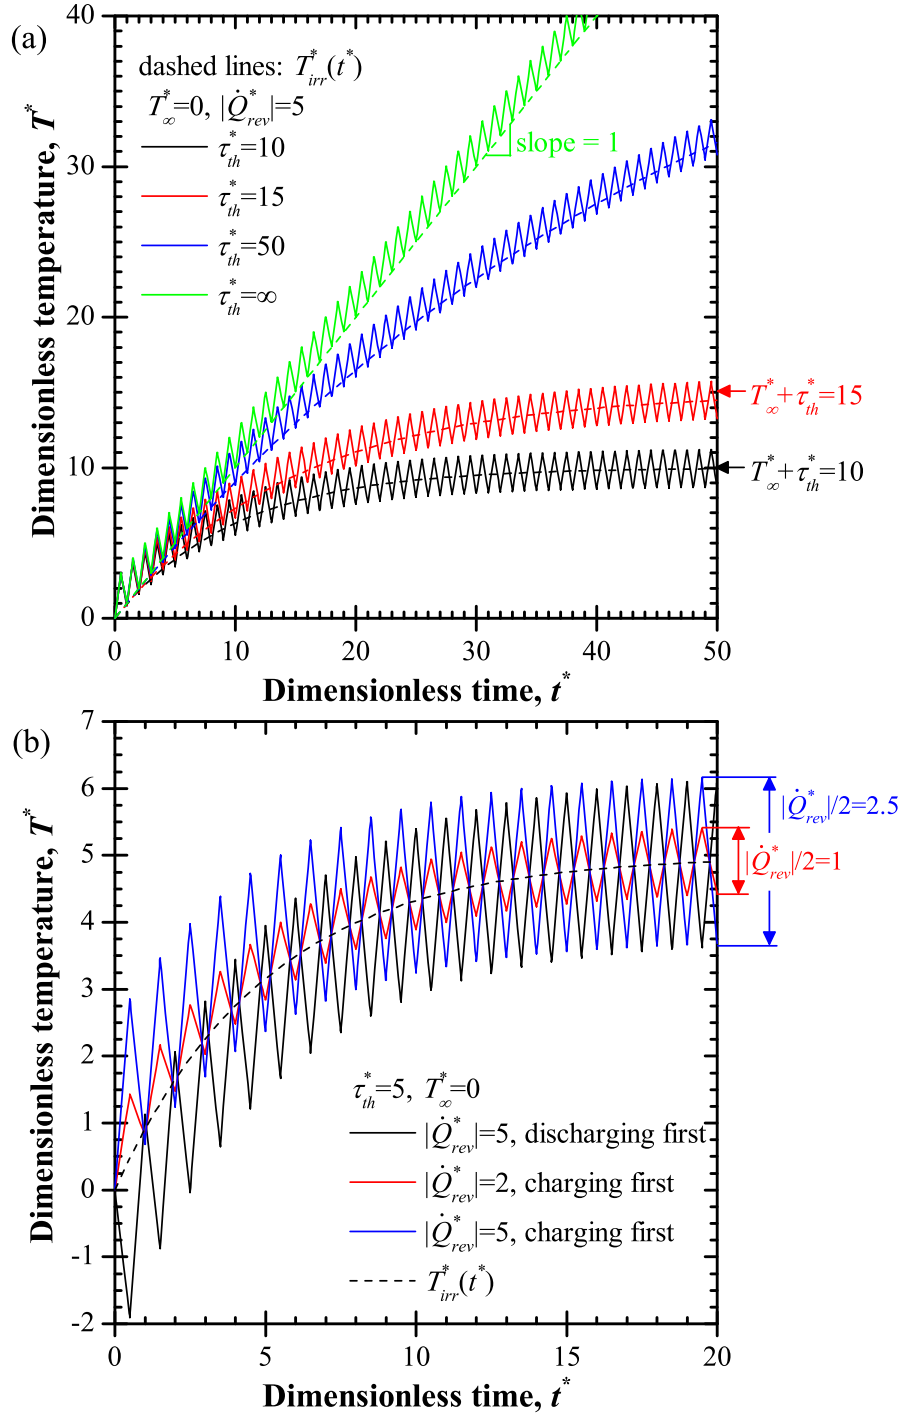 (a)
40
30
20
10
0
Dimensionless temperature, T*
dashed lines: T*irr(t*)
T*∞=0, |Q̇*rev|=5
τ*th=10
τ*th=15
τ*th=50
τ*th=∞
slope = 1
T*∞+τ*th=15
T*∞+τ*th=10
0 10 20 30 40 50
Dimensionless time, t*
(b)
7
6
5
4
3
2
1
0
-1
-2
Dimensionless temperature, T*
|Q̇*rev|/2=2.5
|Q̇*rev|/2=1
τ*th=5, T*∞=0
|Q̇*rev|=5, discharging first
|Q̇*rev|=2, charging first
|Q̇*rev|=5, charging first
T*irr(t*)
0 5 10 15 20
Dimensionless time, t*